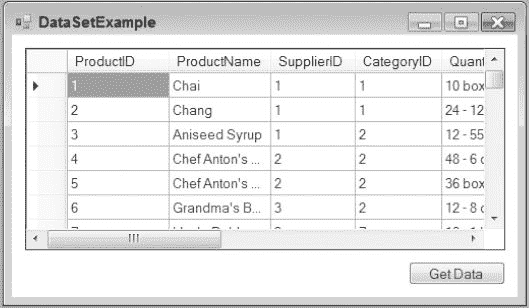 DataSetExample
ProductID ProductName SupplierID CategoryID Quant
1 Chai 1 1 10 box
2 Chang 1 1 24 - 12
3 Aniseed Syrup 1 2 12 - 55
4 Chef Anton's ... 2 2 48 - 6 c
5 Chef Anton's ... 2 2 36 box
6 Grandma's B... 3 2 12 - 8 c
Get Data